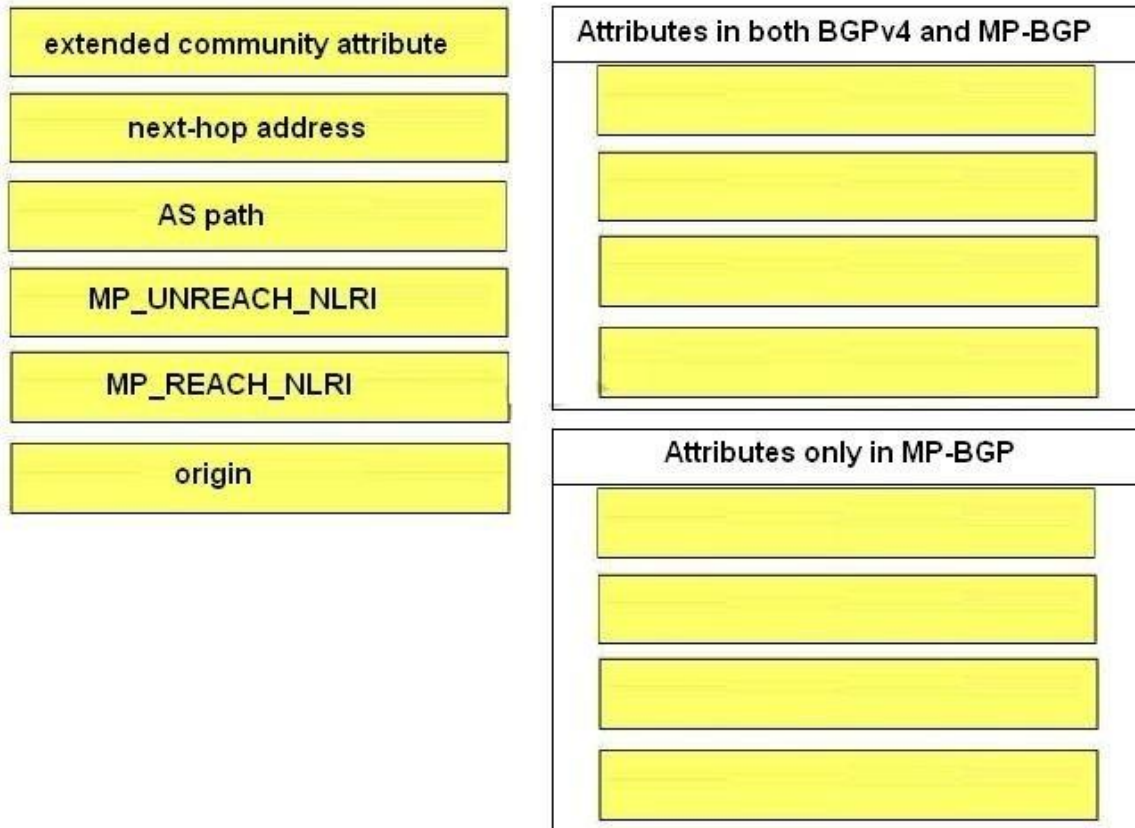 extended community attribute
next-hop address
AS path
MP_UNREACH_NLRI
MP_REACH_NLRI
origin
Attributes in both BGPv4 and MP-BGP
Attributes only in MP-BGP